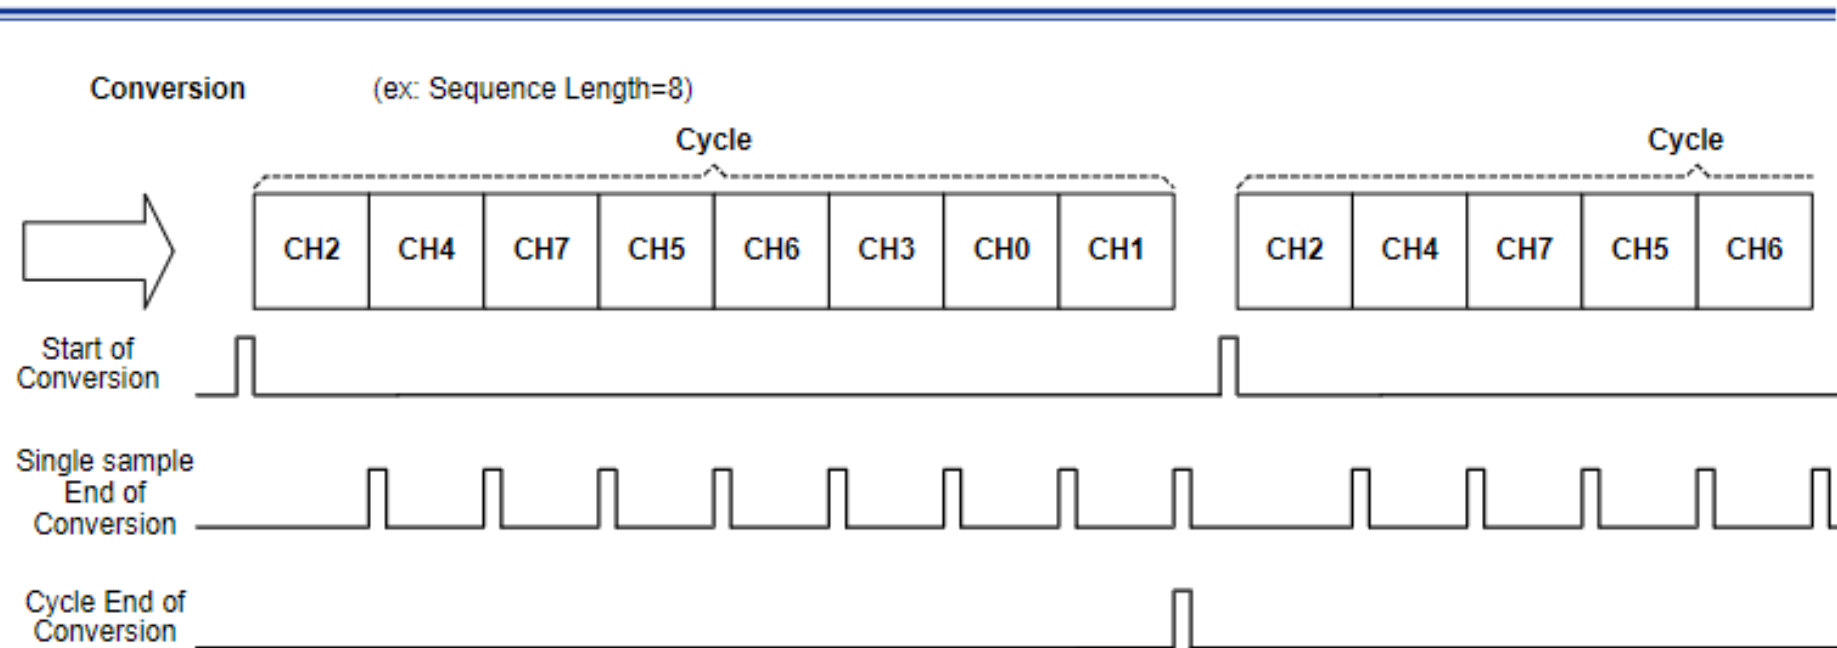 Conversion (ex: Sequence Length=8)
Cycle Cycle
CH2 CH4 CH7 CH5 CH6 CH3 CH0 CH1 CH2 CH4 CH7 CH5 CH6
Start of
Conversion
Single sample
End of
Conversion
Cycle End of
Conversion